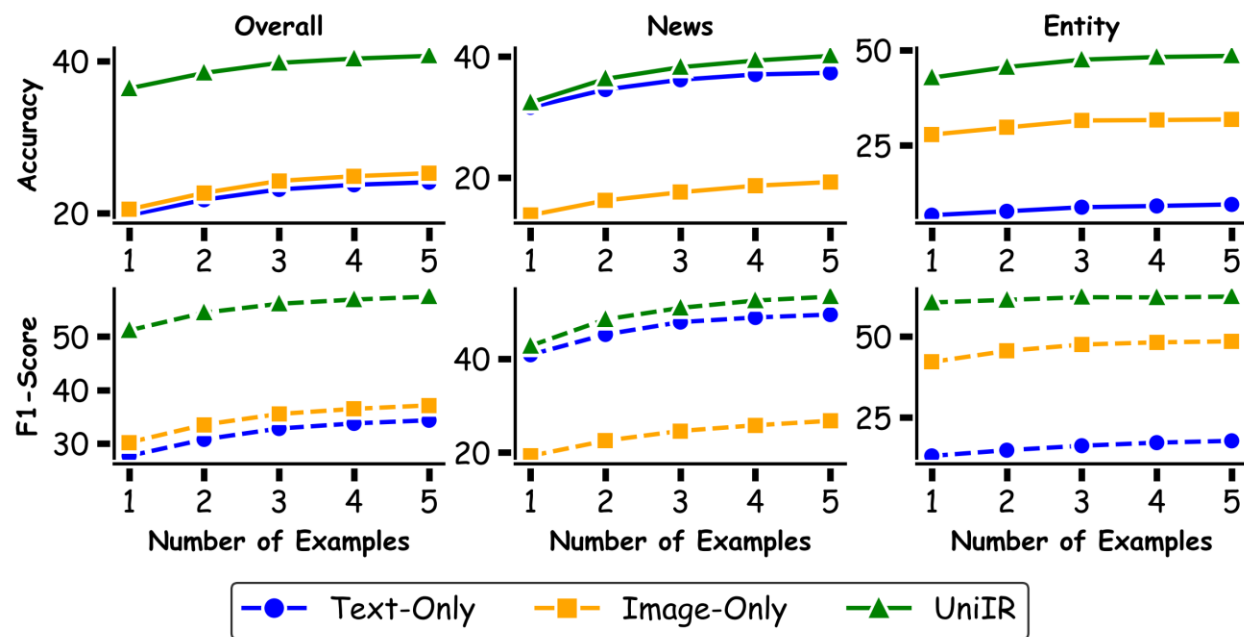 Overall
News
Entity
Accuracy
40
20
1 2 3 4 5
40
20
1 2 3 4 5
50
25
1 2 3 4 5
F1-Score
50
40
30
1 2 3 4 5
Number of Examples
40
20
1 2 3 4 5
Number of Examples
50
25
1 2 3 4 5
Number of Examples
Text-Only Image-Only UniIR